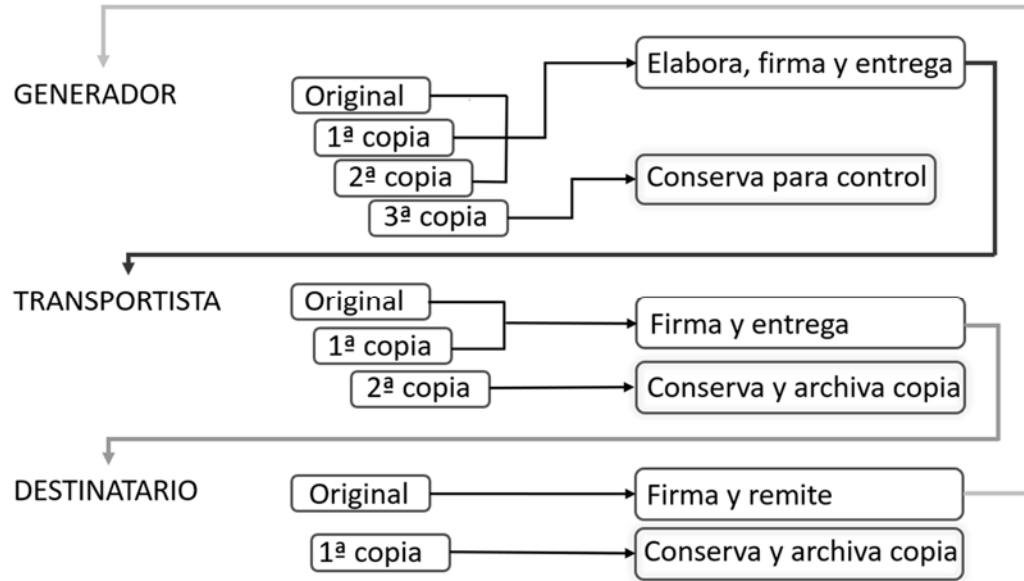 GENERADOR
Original
1ª copia
2ª copia
3ª copia
Elabora, firma y entrega
Conserva para control
TRANSPORTISTA
Original
1ª copia
2ª copia
Firma y entrega
Conserva y archiva copia
DESTINATARIO
Original
1ª copia
Firma y remite
Conserva y archiva copia